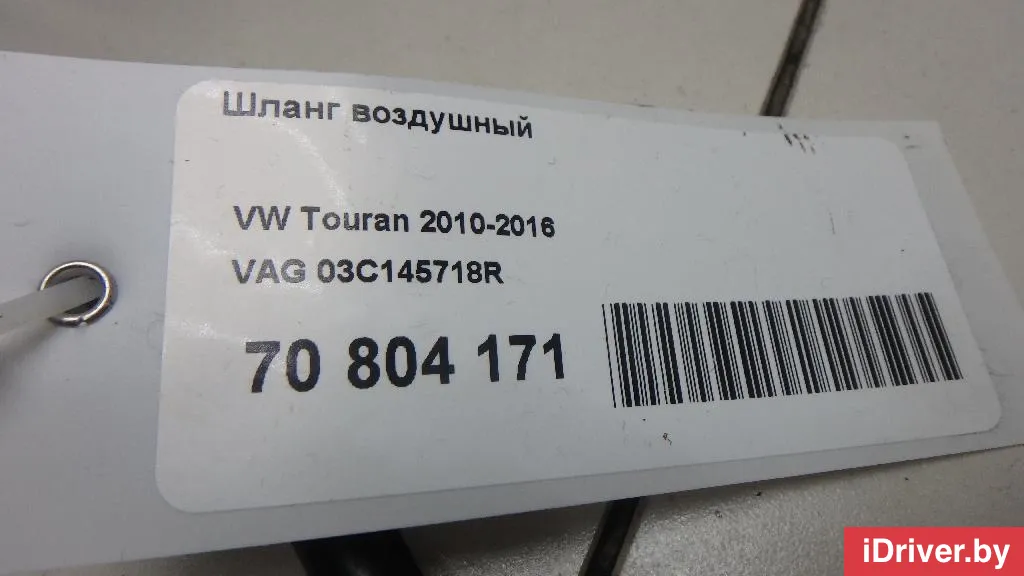 Шланг воздушный
VW Touran 2010-2016
VAG 03C145718R
70 804 171
iDriver.by